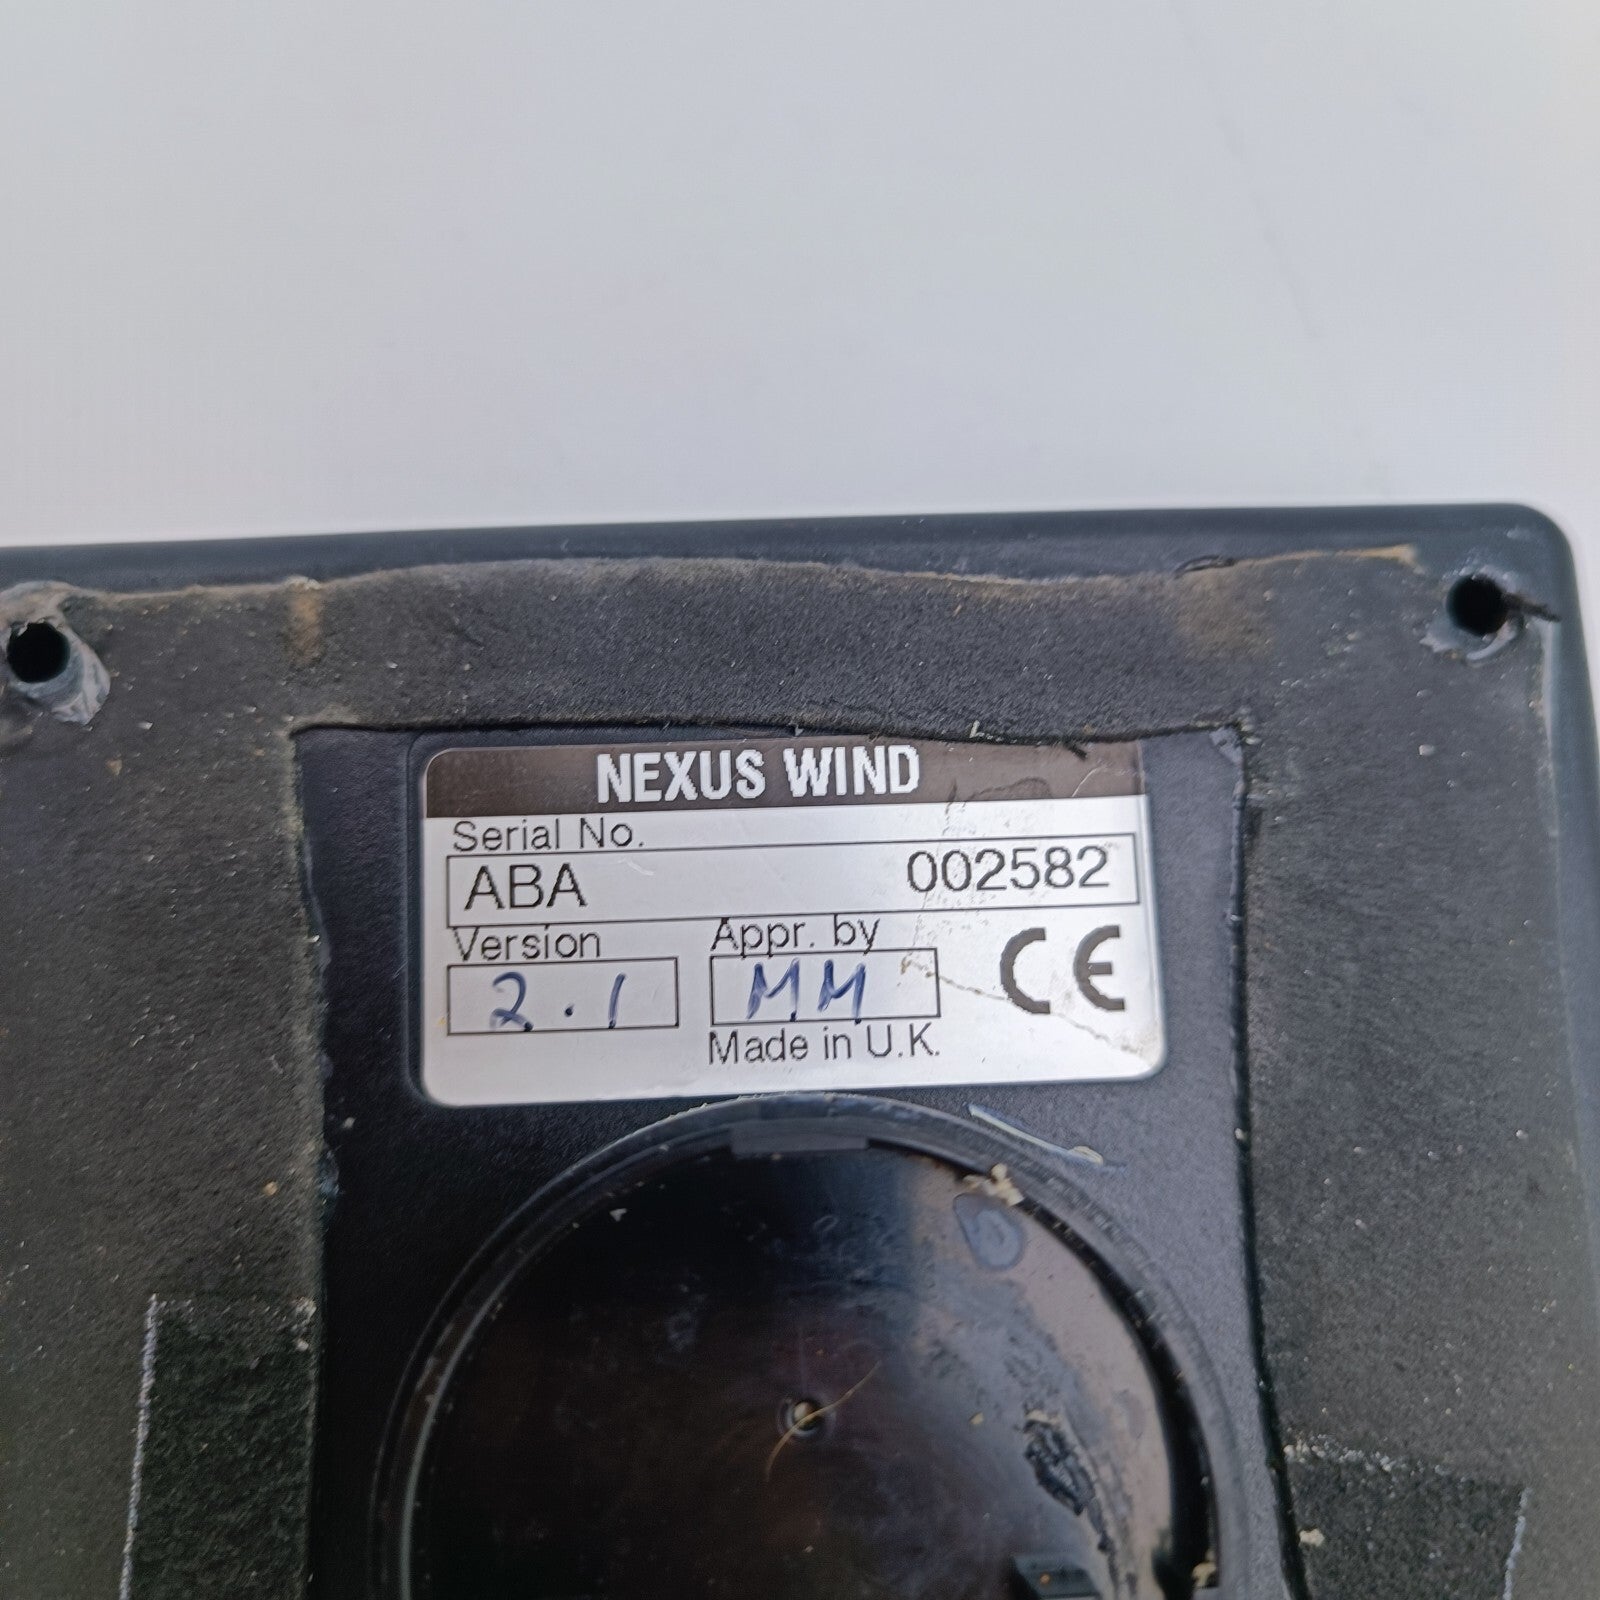 NEXUS WIND
Serial No.
ABA 002582
Version Appr. by
2.1 MM CE
Made in U.K.